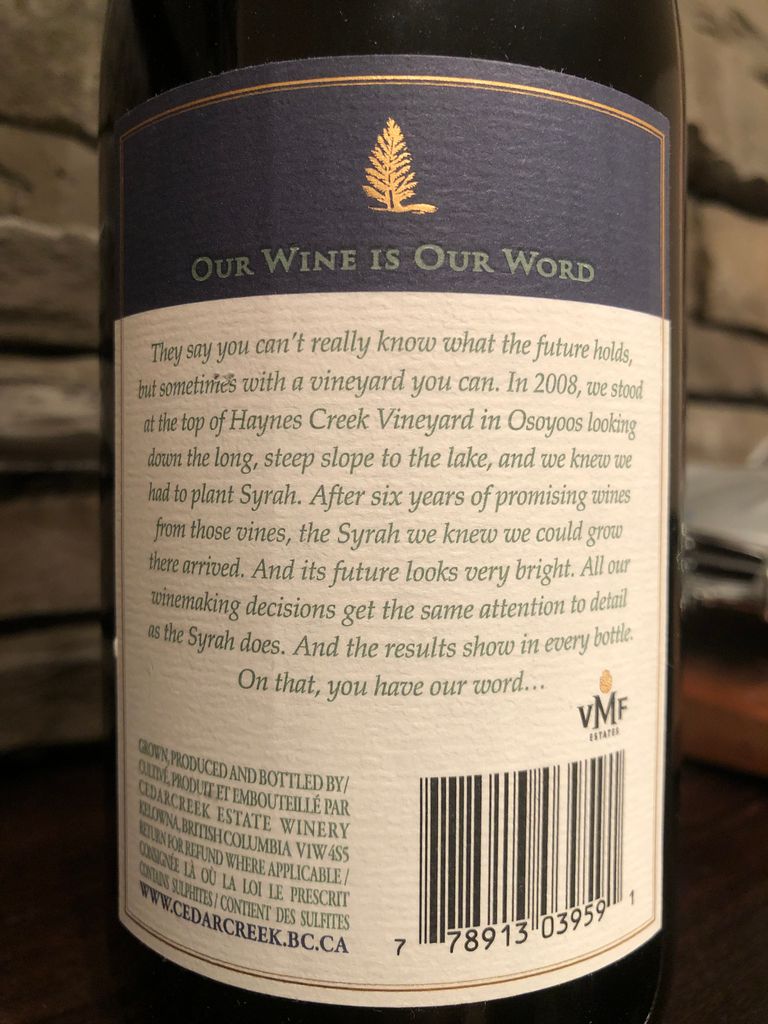 OUR WINE IS OUR WORD
They say you can't really know what the future holds,
but sometimes with a vineyard you can. In 2008, we stood
at the top of Haynes Creek Vineyard in Osoyoos looking
down the long, steep slope to the lake, and we knew we
had to plant Syrah. After six years of promising wines
from those vines, the Syrah we knew we could grow
there arrived. And its future looks very bright. All our
winemaking decisions get the same attention to detail
as the Syrah does. And the results show in every bottle.
On that, you have our word...
VMF
ESTATES
GROWN, PRODUCED AND BOTTLED BY/
CULTIVÉ, PRODUIT ET EMBOUTEILLÉ PAR
CEDARCREEK ESTATE WINERY
KELOWNA, BRITISH COLUMBIA V1W 4S5
RETURN FOR REFUND WHERE APPLICABLE /
CONSIGNÉE LÀ OÙ LA LOI LE PRESCRIT
CONTAINS SULPHITES / CONTIENT DES SULFITES
WWW.CEDARCREEK.BC.CA
7 78913 03959 1